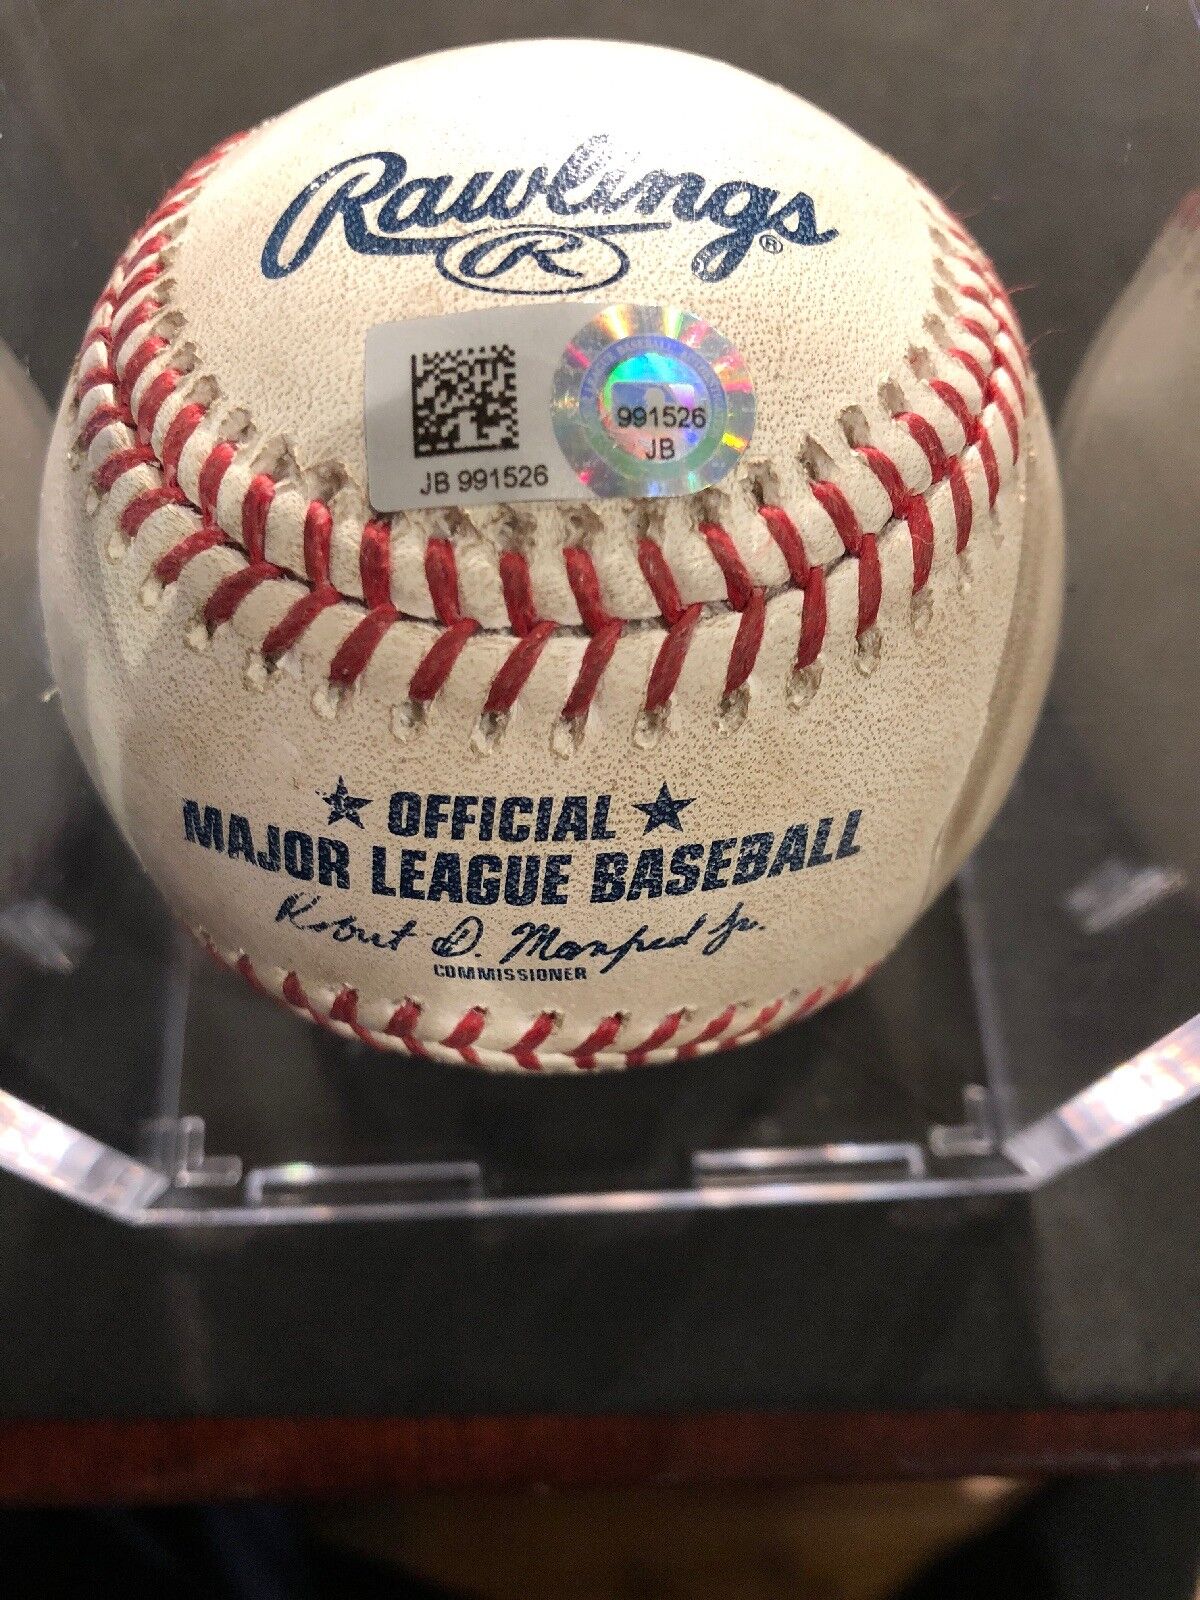 Rawlings®
R
991526
JB
JB 991526
OFFICIAL
MAJOR LEAGUE BASEBALL
Robert D. Manfred Jr.
COMMISSIONER